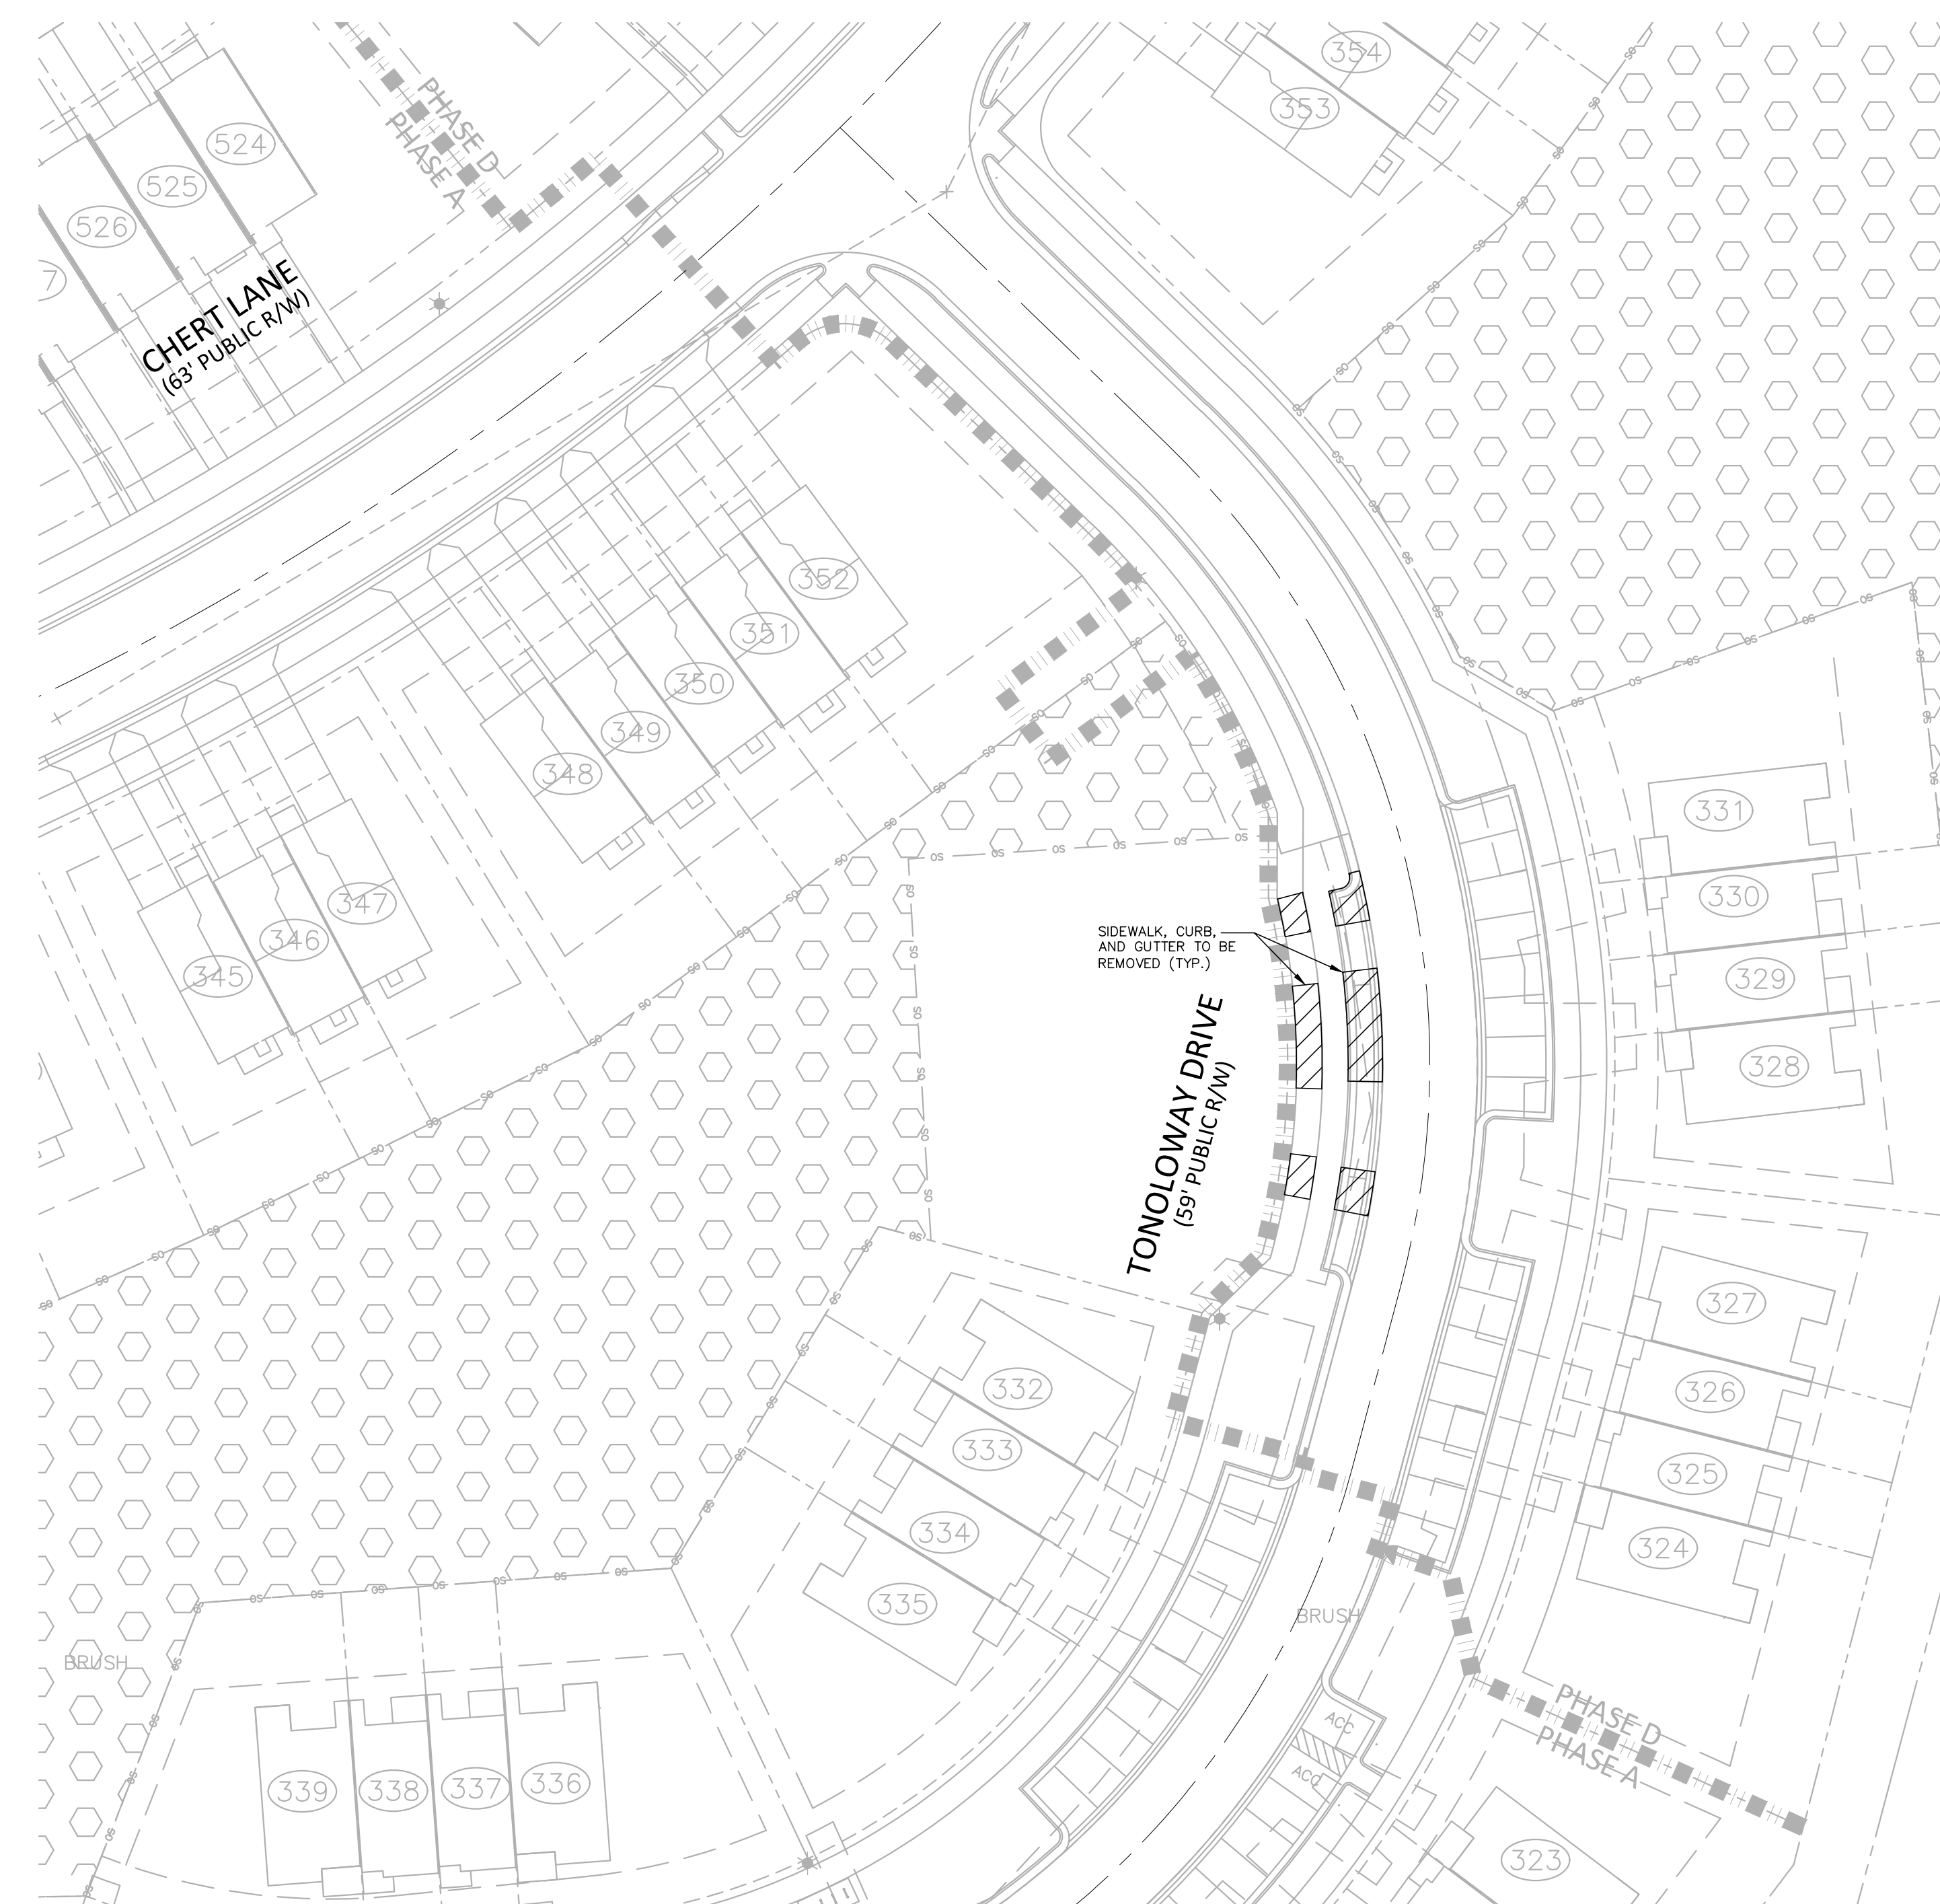 354
353
PHASE D
PHASE A
524
525
526
7
CHERT LANE
(63' PUBLIC R/W)
352
351
350
349
348
347
346
345
331
330
329
328
SIDEWALK, CURB,
AND GUTTER TO BE
REMOVED (TYP.)
TONOLOWAY DRIVE
(59' PUBLIC R/W)
327
326
325
324
332
333
334
335
BRUSH
BRUSH
PHASE D
PHASE A
ACC
ACC
339
338
337
336
323
OS